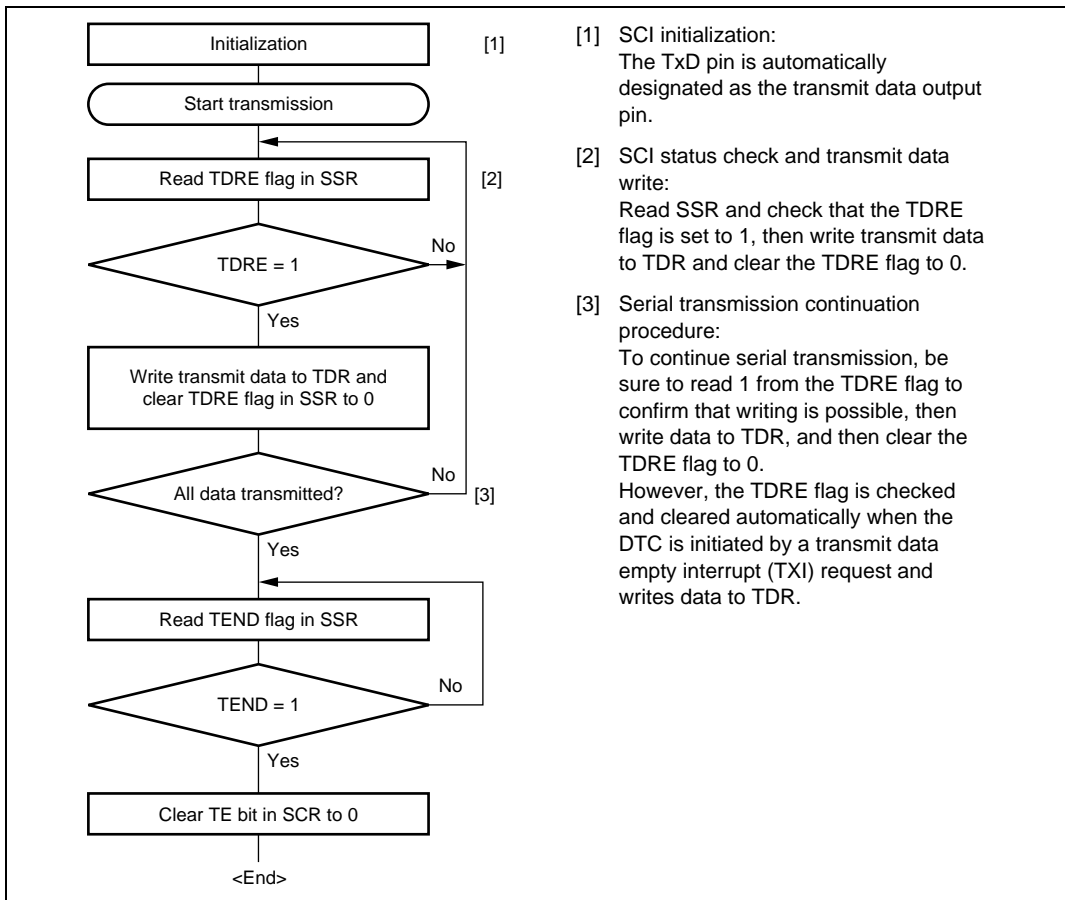 Initialization
[1]
Start transmission
Read TDRE flag in SSR
[2]
No
TDRE = 1
Yes
Write transmit data to TDR and
clear TDRE flag in SSR to 0
No
All data transmitted?
[3]
Yes
Read TEND flag in SSR
No
TEND = 1
Yes
Clear TE bit in SCR to 0
<End>
[1] SCI initialization:
The TxD pin is automatically
designated as the transmit data output
pin.
[2] SCI status check and transmit data
write:
Read SSR and check that the TDRE
flag is set to 1, then write transmit data
to TDR and clear the TDRE flag to 0.
[3] Serial transmission continuation
procedure:
To continue serial transmission, be
sure to read 1 from the TDRE flag to
confirm that writing is possible, then
write data to TDR, and then clear the
TDRE flag to 0.
However, the TDRE flag is checked
and cleared automatically when the
DTC is initiated by a transmit data
empty interrupt (TXI) request and
writes data to TDR.